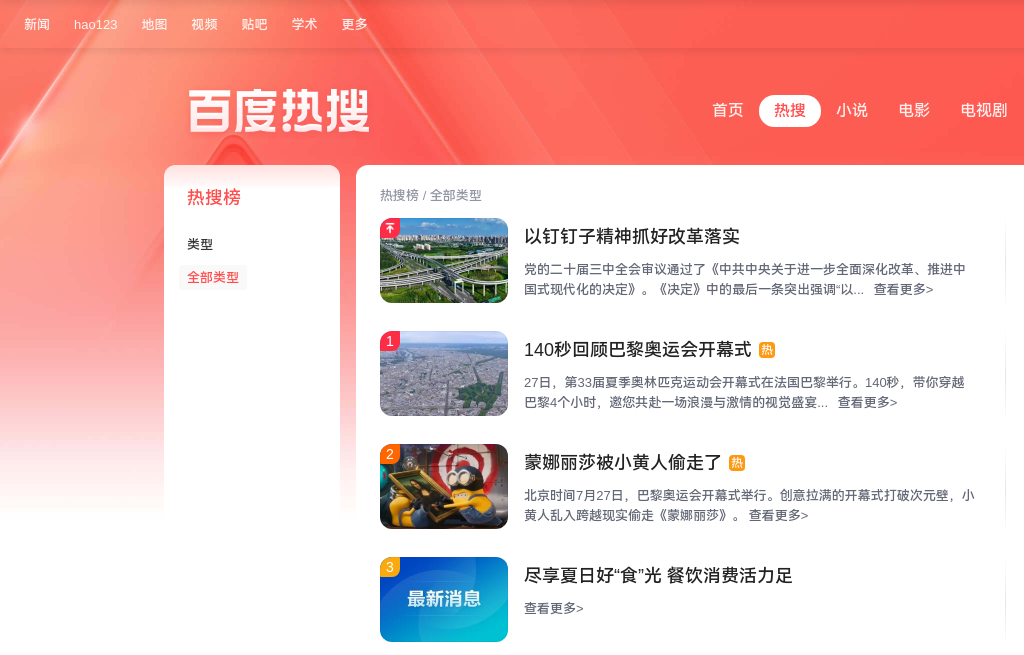 新闻 hao123 地图 视频 贴吧 学术 更多
百度热搜
首页 热搜 小说 电影 电视剧
热搜榜
类型
全部类型
热搜榜 / 全部类型
以钉钉子精神抓好改革落实
党的二十届三中全会审议通过了《中共中央关于进一步全面深化改革、推进中
国式现代化的决定》。《决定》中的最后一条突出强调“以... 查看更多>
1
140秒回顾巴黎奥运会开幕式 热
27日，第33届夏季奥林匹克运动会开幕式在法国巴黎举行。140秒，带你穿越
巴黎4个小时，邀您共赴一场浪漫与激情的视觉盛宴... 查看更多>
2
蒙娜丽莎被小黄人偷走了 热
北京时间7月27日，巴黎奥运会开幕式举行。创意拉满的开幕式打破次元壁，小
黄人乱入跨越现实偷走《蒙娜丽莎》。 查看更多>
3
最新消息
尽享夏日好“食”光 餐饮消费活力足
查看更多>